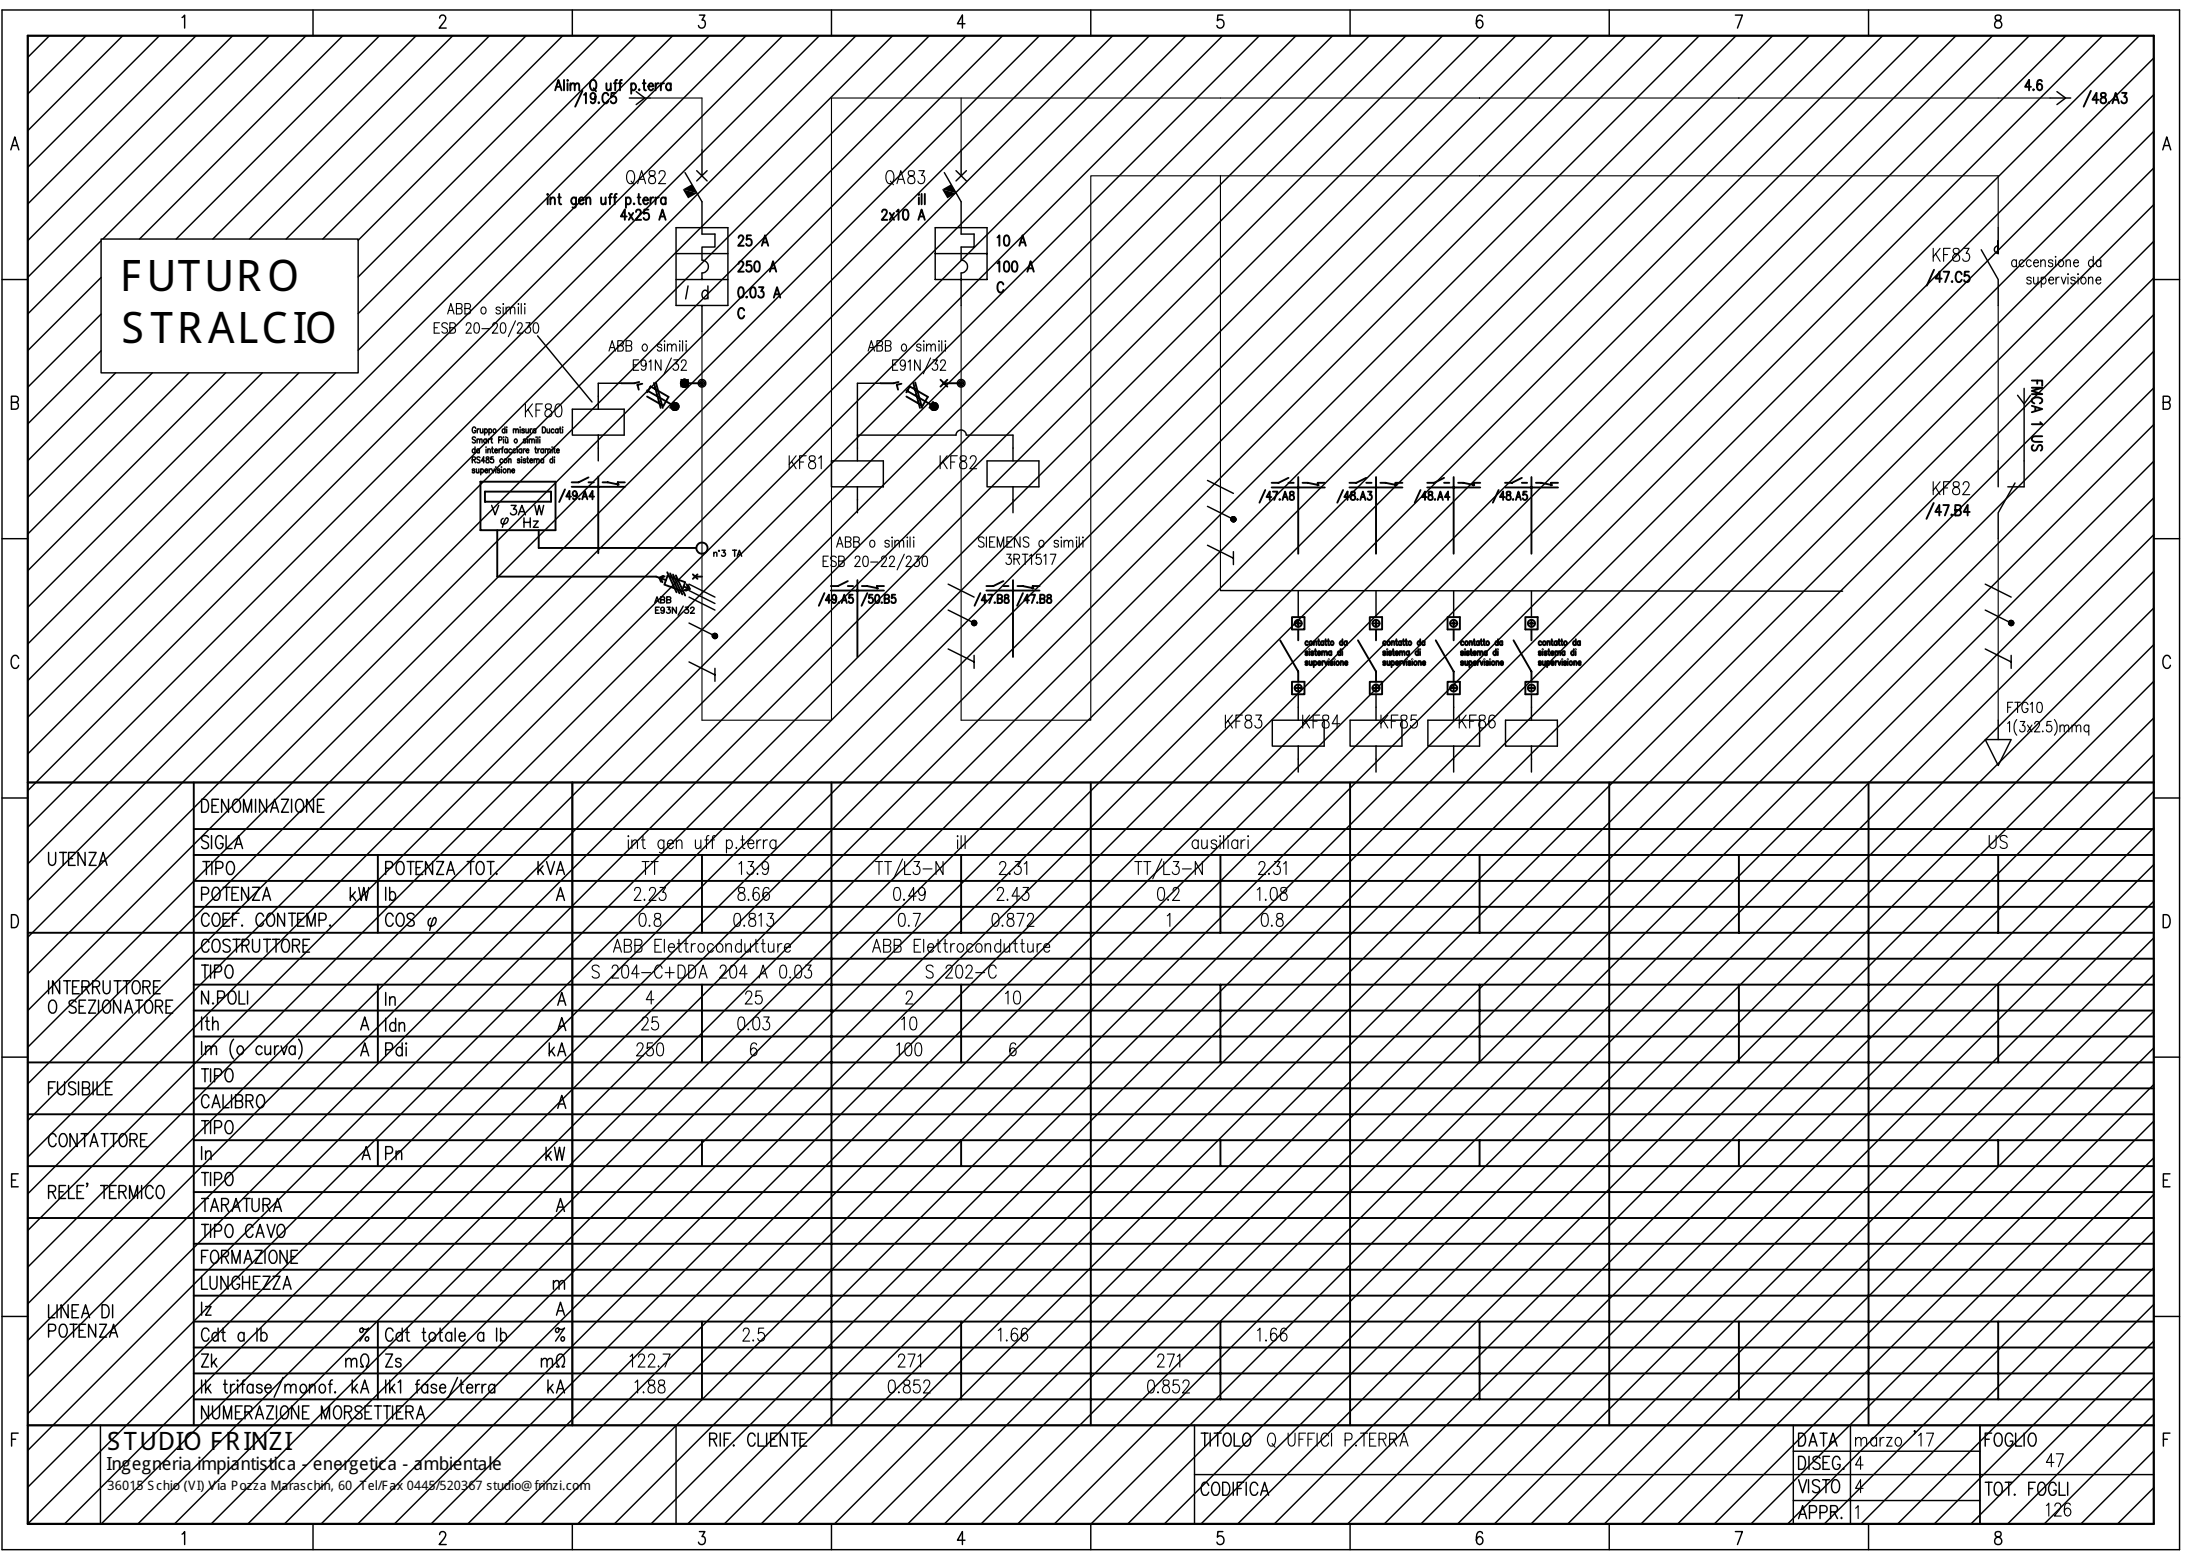 1 2 3 4 5 6 7 8
A A
B B
C C
D D
E E
F F
Alim Q uff p.terra
/19.C5
4.6
/48.A3
QA82
int gen uff p.terra
4x25 A
25 A
250 A
I d 0.03 A
C
QA83
ill
2x10 A
10 A
100 A
C
FUTURO
STRALCIO
ABB o simili
ESB 20-20/230
ABB o simili
E91N/32
ABB o simili
E91N/32
KF80
Gruppo di misura Ducati
Smart Più o simili
da interfacciare tramite
RS485 con sistema di
supervisione
V 3A W
φ Hz
/49.A4
n°3 TA
ABB
E93N/32
KF81
KF82
ABB o simili
ESB 20-22/230
SIEMENS o simili
3RT1517
/49.A5 /50.B5
/47.B8 /47.B8
/47.A8 /48.A3 /48.A4 /48.A5
contatto da
sistema di
supervisione
contatto da
sistema di
supervisione
contatto da
sistema di
supervisione
contatto da
sistema di
supervisione
KF83 KF84 KF85 KF86
KF83
/47.C5
accensione da
supervisione
FMCA 1 US
KF82
/47.B4
FTG10
1(3x2.5)mmq
UTENZA
DENOMINAZIONE
SIGLA int gen uff p.terra ill ausiliari US
TIPO POTENZA TOT. kVA TT 13.9 TT/L3-N 2.31 TT/L3-N 2.31
POTENZA kW Ib A 2.23 8.66 0.49 2.43 0.2 1.08
COEF. CONTEMP. COS φ 0.8 0.813 0.7 0.872 1 0.8
INTERRUTTORE
O SEZIONATORE
COSTRUTTORE ABB Elettrocondutture ABB Elettrocondutture
TIPO S 204-C+DDA 204 A 0.03 S 202-C
N.POLI In A 4 25 2 10
Ith A Idn A 25 0.03 10
Im (o curva) A Pdi kA 250 6 100 6
FUSIBILE
TIPO
CALIBRO A
CONTATTORE
TIPO
In A Pn kW
RELE' TERMICO
TIPO
TARATURA A
LINEA DI
POTENZA
TIPO CAVO
FORMAZIONE
LUNGHEZZA m
Iz A
Cdt a Ib % Cdt totale a Ib % 2.5 1.66 1.66
Zk mΩ Zs mΩ 122.7 271 271
Ik trifase/monof. kA Ik1 fase/terra kA 1.88 0.852 0.852
NUMERAZIONE MORSETTIERA
STUDIO FRINZI
Ingegneria impiantistica - energetica - ambientale
36015 Schio (VI) Via Pozza Maraschin, 60 Tel/Fax 0445/520367 studio@frinzi.com
RIF. CLIENTE
TITOLO Q UFFICI P.TERRA
CODIFICA
DATA marzo '17
DISEG. 4
VISTO 4
APPR. 1
FOGLIO
47
TOT. FOGLI
126
1 2 3 4 5 6 7 8